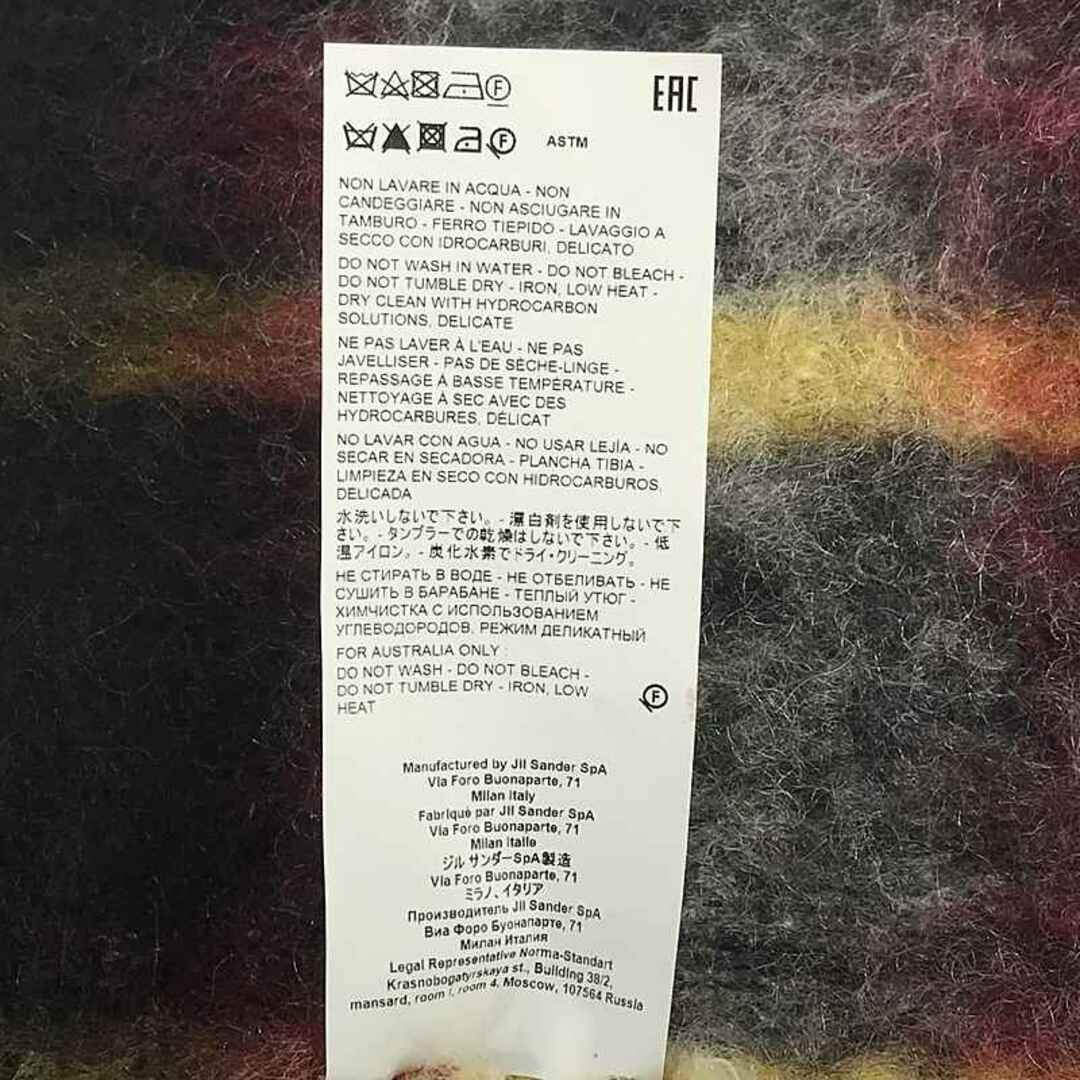 F
EAC
F ASTM
NON LAVARE IN ACQUA - NON
CANDEGGIARE - NON ASCIUGARE IN
TAMBURO - FERRO TIEPIDO - LAVAGGIO A
SECCO CON IDROCARBURI, DELICATO
DO NOT WASH IN WATER - DO NOT BLEACH -
DO NOT TUMBLE DRY - IRON, LOW HEAT -
DRY CLEAN WITH HYDROCARBON
SOLUTIONS, DELICATE
NE PAS LAVER À L'EAU - NE PAS
JAVELLISER - PAS DE SÈCHE-LINGE -
REPASSAGE À BASSE TEMPÉRATURE -
NETTOYAGE À SEC AVEC DES
HYDROCARBURES, DÉLICAT
NO LAVAR CON AGUA - NO USAR LEJÍA - NO
SECAR EN SECADORA - PLANCHA TIBIA -
LIMPIEZA EN SECO CON HIDROCARBUROS,
DELICADA
水洗いしないで下さい。- 漂白剤を使用しないで下
さい。- タンブラーでの乾燥はしないで下さい。- 低
温アイロン。- 炭化水素でドライ・クリーニング。
НЕ СТИРАТЬ В ВОДЕ - НЕ ОТБЕЛИВАТЬ - НЕ
СУШИТЬ В БАРАБАНЕ - ТЕПЛЫЙ УТЮГ -
ХИМЧИСТКА С ИСПОЛЬЗОВАНИЕМ
УГЛЕВОДОРОДОВ, РЕЖИМ ДЕЛИКАТНЫЙ
FOR AUSTRALIA ONLY :
DO NOT WASH - DO NOT BLEACH -
DO NOT TUMBLE DRY - IRON, LOW
HEAT
F
Manufactured by Jil Sander SpA
Via Foro Buonaparte, 71
Milan Italy
Fabriqué par Jil Sander SpA
Via Foro Buonaparte, 71
Milan Italie
ジル サンダーSpA製造
Via Foro Buonaparte, 71
ミラノ、イタリア
Производитель Jil Sander SpA
Виа Форо Буонапарте, 71
Милан Италия
Legal Representative Norma-Standart
Krasnobogatyrskaya st., Building 38/2,
mansard, room I, room 4. Moscow, 107564 Russia